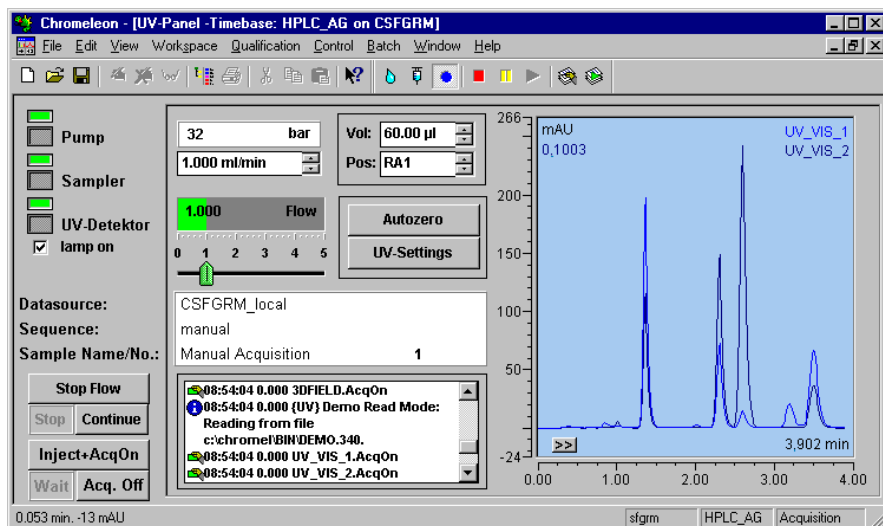 Chromeleon - [UV-Panel -Timebase: HPLC_AG on CSFGRM]
File Edit View Workspace Qualification Control Batch Window Help
Pump
Sampler
UV-Detektor
lamp on
32 bar
1.000 ml/min
Vol: 60.00 µl
Pos: RA1
1.000 Flow
0 1 2 3 4 5
Autozero
UV-Settings
Datasource: CSFGRM_local
Sequence: manual
Sample Name/No.: Manual Acquisition 1
Stop Flow
Stop Continue
Inject+AcqOn
Wait Acq. Off
08:54:04 0.000 3DFIELD.AcqOn
08:54:04 0.000 {UV} Demo Read Mode:
Reading from file
c:\chromel\BIN\DEMO.340.
08:54:04 0.000 UV_VIS_1.AcqOn
08:54:04 0.000 UV_VIS_2.AcqOn
266
200
150
100
50
-24
mAU
0,1003
UV_VIS_1
UV_VIS_2
>>
3,902 min
0.00 1.00 2.00 3.00 4.00
0.053 min. -13 mAU
sfgrm HPLC_AG Acquisition